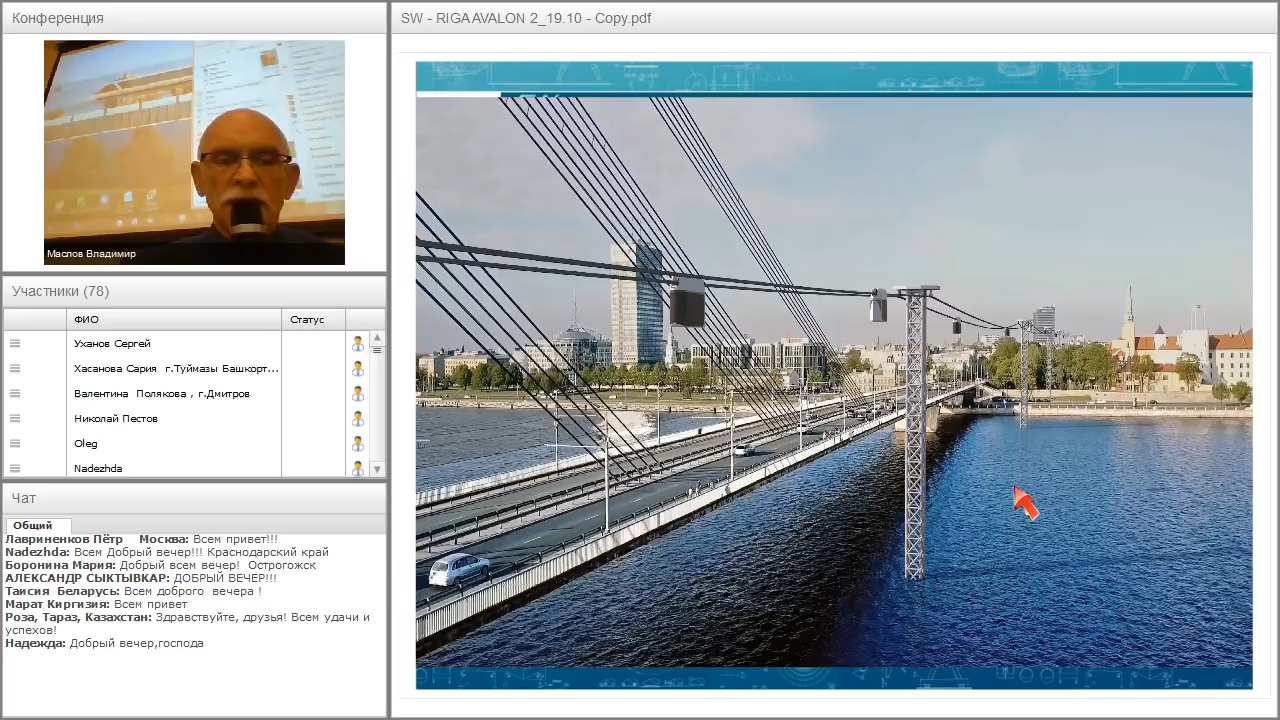 Конференция
Маслов Владимир
Участники (78)
ФИО Статус
Уханов Сергей
Хасанова Сария г.Туймазы Башкорт...
Валентина Полякова , г.Дмитров
Николай Пестов
Oleg
Nadezhda
Чат
Общий
Лавриненков Пётр Москва: Всем привет!!!
Nadezhda: Всем Добрый вечер!!! Краснодарский край
Боронина Мария: Добрый всем вечер! Острогожск
АЛЕКСАНДР СЫКТЫВКАР: ДОБРЫЙ ВЕЧЕР!!!
Таисия Беларусь: Всем доброго вечера !
Марат Киргизия: Всем привет
Роза, Тараз, Казахстан: Здравствуйте, друзья! Всем удачи и
успехов!
Надежда: Добрый вечер,господа
SW - RIGAAVALON 2_19.10 - Copy.pdf